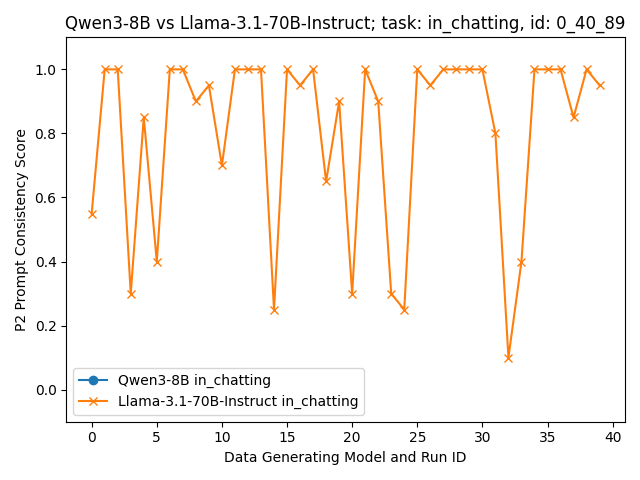 Qwen3-8B vs Llama-3.1-70B-Instruct; task: in_chatting, id: 0_40_89
P2 Prompt Consistency Score
1.0
0.8
0.6
0.4
0.2
0.0
Qwen3-8B in_chatting
Llama-3.1-70B-Instruct in_chatting
0 5 10 15 20 25 30 35 40
Data Generating Model and Run ID